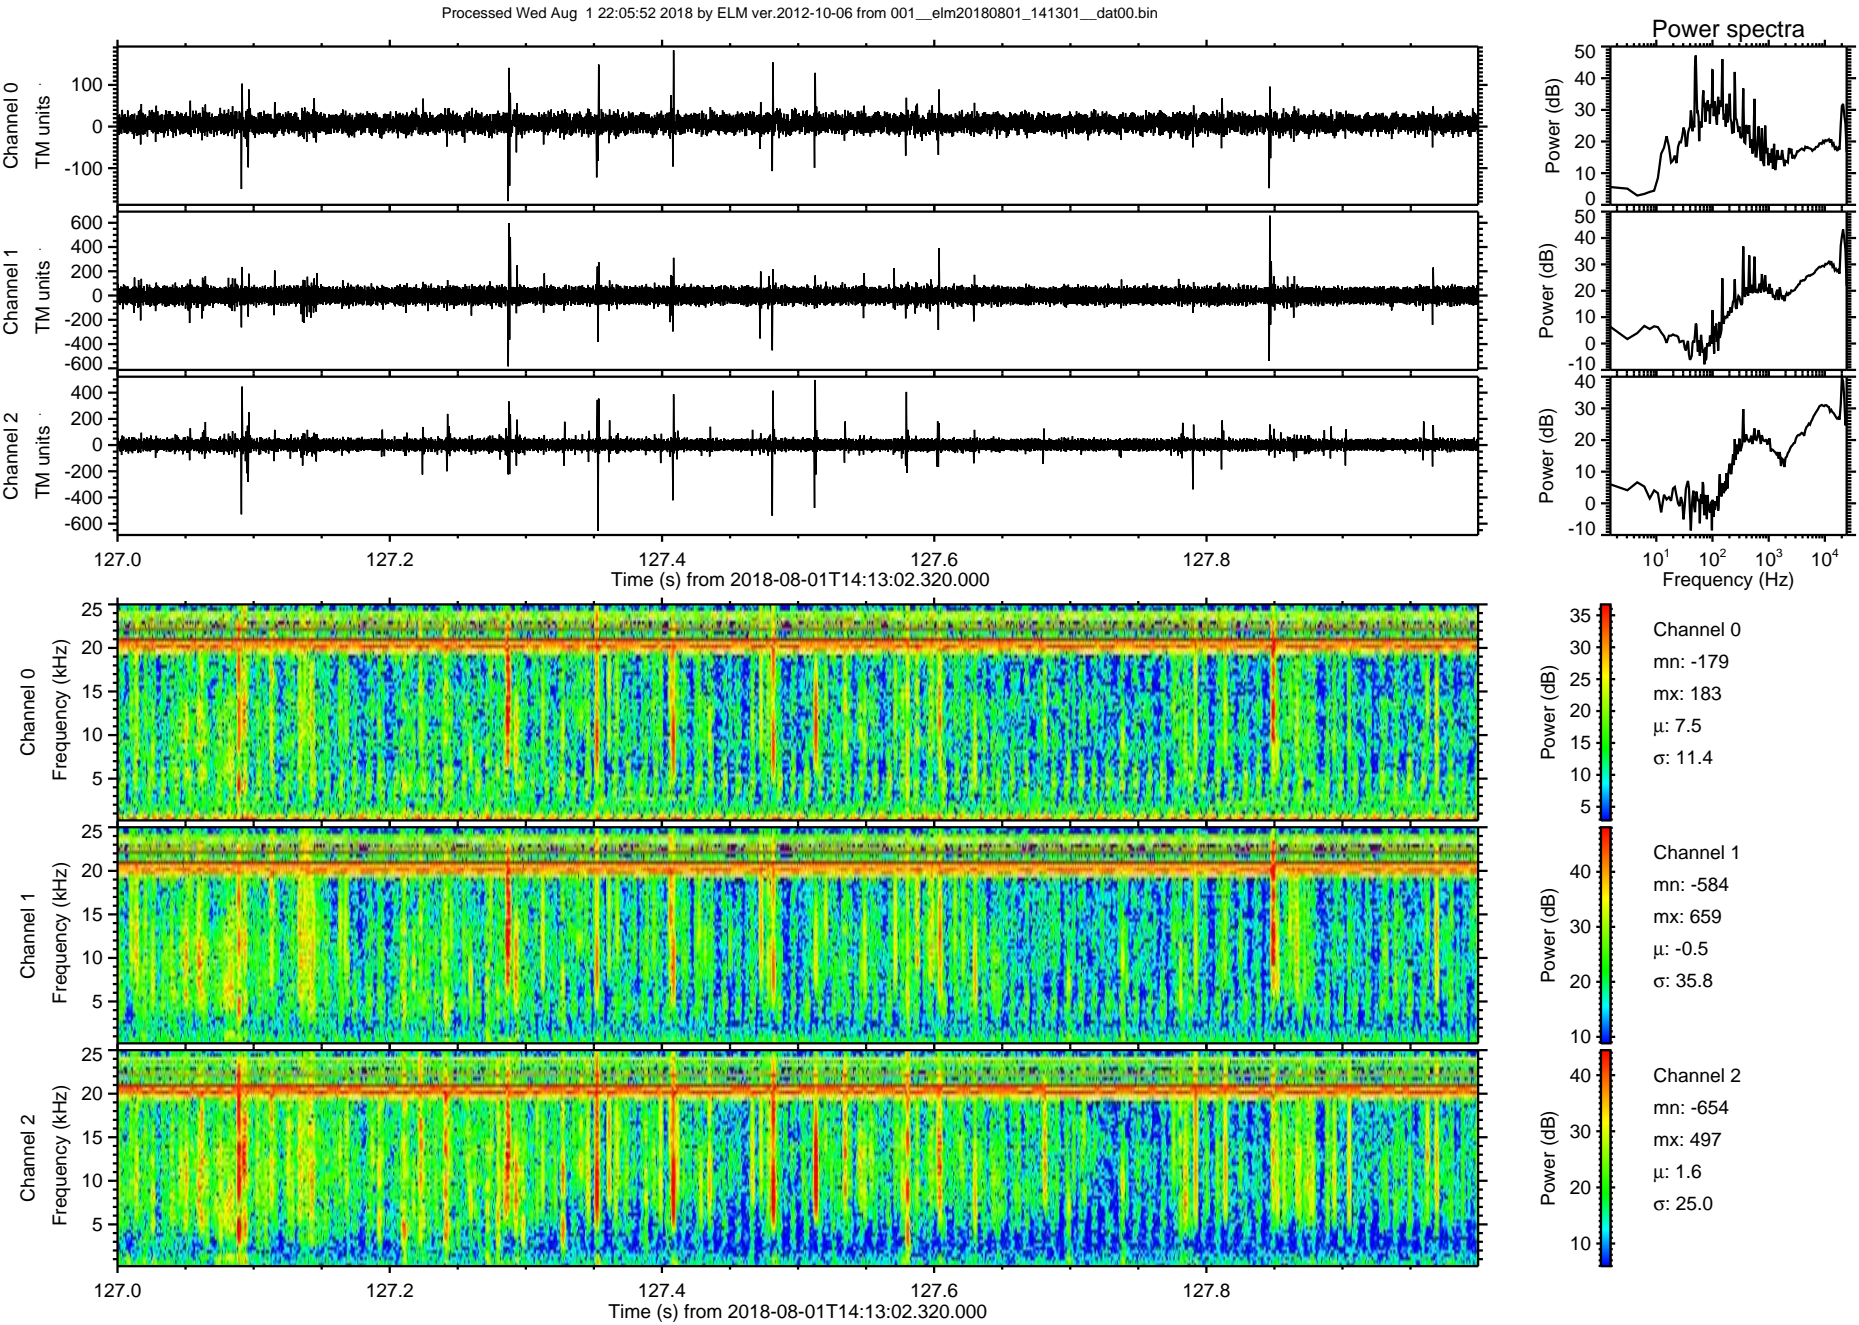 Processed Wed Aug 1 22:05:52 2018 by ELM ver.2012-10-06 from 001__elm20180801_141301__dat00.bin
Power spectra
Channel 0
TM units
100
0
-100
Power (dB)
50
40
30
20
10
0
Channel 1
TM units
600
400
200
0
-200
-400
-600
Power (dB)
50
40
30
20
10
0
-10
Channel 2
TM units
400
200
0
-200
-400
-600
Power (dB)
40
30
20
10
0
-10
127.0 127.2 127.4 127.6 127.8
Time (s) from 2018-08-01T14:13:02.320.000
10¹ 10² 10³ 10⁴
Frequency (Hz)
Channel 0
Frequency (kHz)
25
20
15
10
5
Power (dB)
35
30
25
20
15
10
5
Channel 0
mn: -179
mx: 183
μ: 7.5
σ: 11.4
Channel 1
Frequency (kHz)
25
20
15
10
5
Power (dB)
40
30
20
10
Channel 1
mn: -584
mx: 659
μ: -0.5
σ: 35.8
Channel 2
Frequency (kHz)
25
20
15
10
5
Power (dB)
40
30
20
10
Channel 2
mn: -654
mx: 497
μ: 1.6
σ: 25.0
127.0 127.2 127.4 127.6 127.8
Time (s) from 2018-08-01T14:13:02.320.000